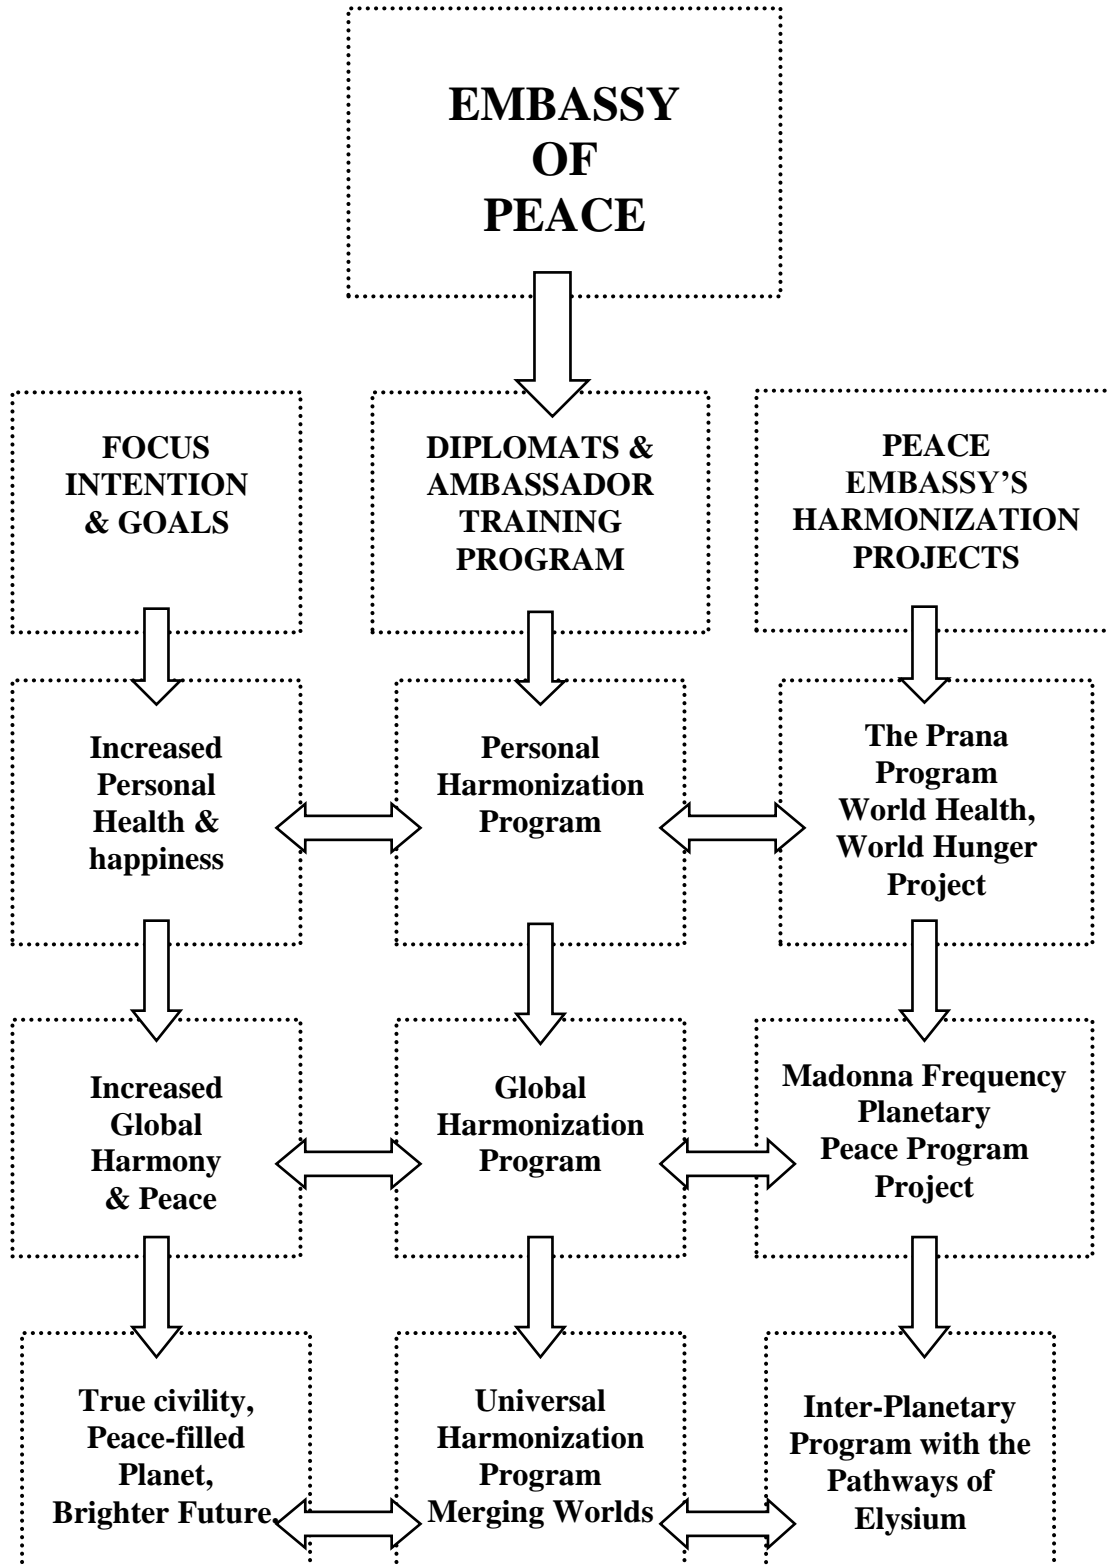 EMBASSY
OF
PEACE
FOCUS
INTENTION
& GOALS
DIPLOMATS &
AMBASSADOR
TRAINING
PROGRAM
PEACE
EMBASSY’S
HARMONIZATION
PROJECTS
Increased
Personal
Health &
happiness
Personal
Harmonization
Program
The Prana
Program
World Health,
World Hunger
Project
Increased
Global
Harmony
& Peace
Global
Harmonization
Program
Madonna Frequency
Planetary
Peace Program
Project
True civility,
Peace-filled
Planet,
Brighter Future.
Universal
Harmonization
Program
Merging Worlds
Inter-Planetary
Program with the
Pathways of
Elysium